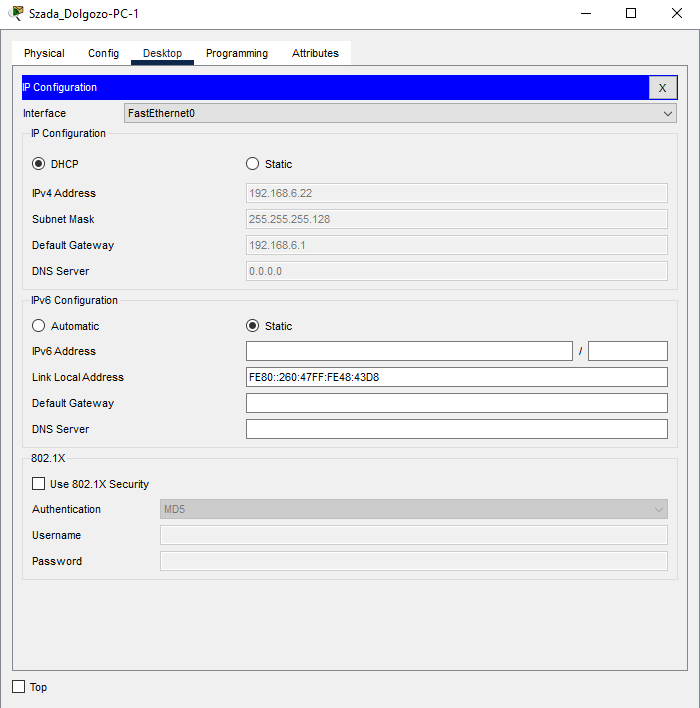 Szada_Dolgozo-PC-1
Physical Config Desktop Programming Attributes
IP Configuration X
Interface FastEthernet0
IP Configuration
DHCP Static
IPv4 Address 192.168.6.22
Subnet Mask 255.255.255.128
Default Gateway 192.168.6.1
DNS Server 0.0.0.0
IPv6 Configuration
Automatic Static
IPv6 Address /
Link Local Address FE80::260:47FF:FE48:43D8
Default Gateway
DNS Server
802.1X
Use 802.1X Security
Authentication MD5
Username
Password
Top